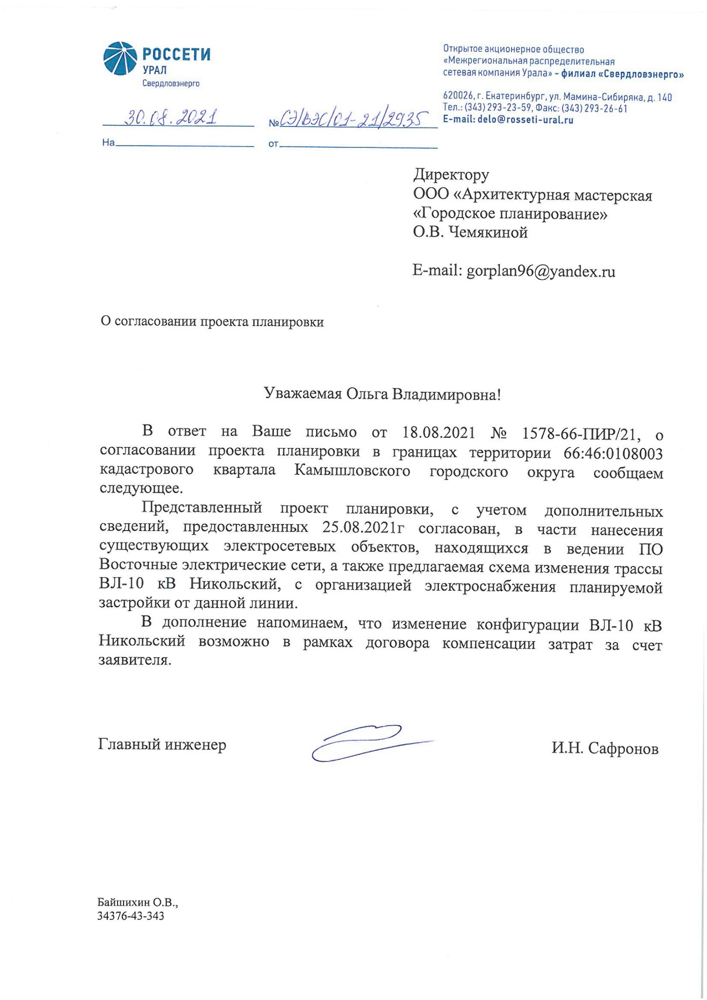 РОССЕТИ
УРАЛ
Свердловэнерго
Открытое акционерное общество
«Межрегиональная распределительная
сетевая компания Урала» - филиал «Свердловэнерго»
620026, г. Екатеринбург, ул. Мамина-Сибиряка, д. 140
Тел.: (343) 293-23-59, Факс: (343) 293-26-61
E-mail: delo@rosseti-ural.ru
30.08.2021 № СЭ/ВЭС/01-21/2935
На от
Директору
ООО «Архитектурная мастерская
«Городское планирование»
О.В. Чемякиной
E-mail: gorplan96@yandex.ru
О согласовании проекта планировки
Уважаемая Ольга Владимировна!
В ответ на Ваше письмо от 18.08.2021 № 1578-66-ПИР/21, о
согласовании проекта планировки в границах территории 66:46:0108003
кадастрового квартала Камышловского городского округа сообщаем
следующее.
Представленный проект планировки, с учетом дополнительных
сведений, предоставленных 25.08.2021г согласован, в части нанесения
существующих электросетевых объектов, находящихся в ведении ПО
Восточные электрические сети, а также предлагаемая схема изменения трассы
ВЛ-10 кВ Никольский, с организацией электроснабжения планируемой
застройки от данной линии.
В дополнение напоминаем, что изменение конфигурации ВЛ-10 кВ
Никольский возможно в рамках договора компенсации затрат за счет
заявителя.
Главный инженер И.Н. Сафронов
Байшихин О.В.,
34376-43-343